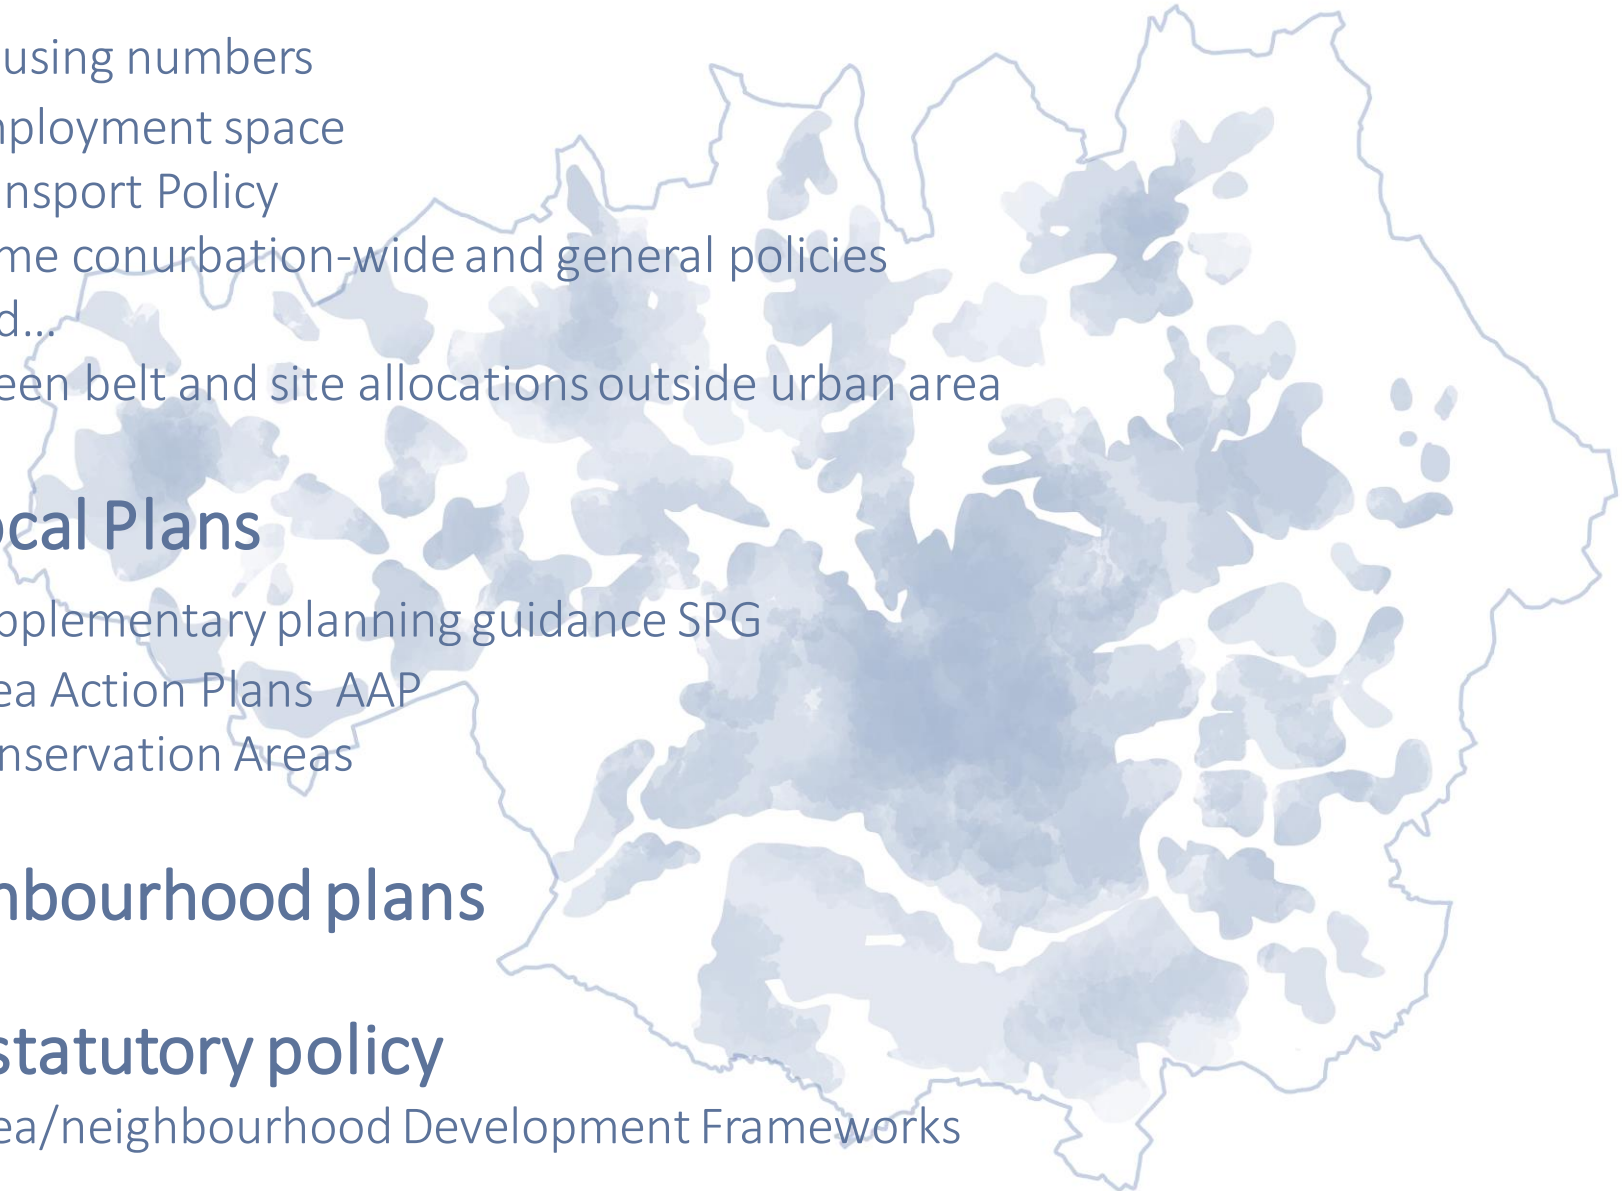 using numbers
nployment space
nsport Policy
me conurbation-wide and general policies
d...
een belt and site allocations outside urban area
ocal Plans
pplementary planning guidance SPG
ea Action Plans AAP
nservation Areas
hbourhood plans
statutory policy
ea/neighbourhood Development Frameworks